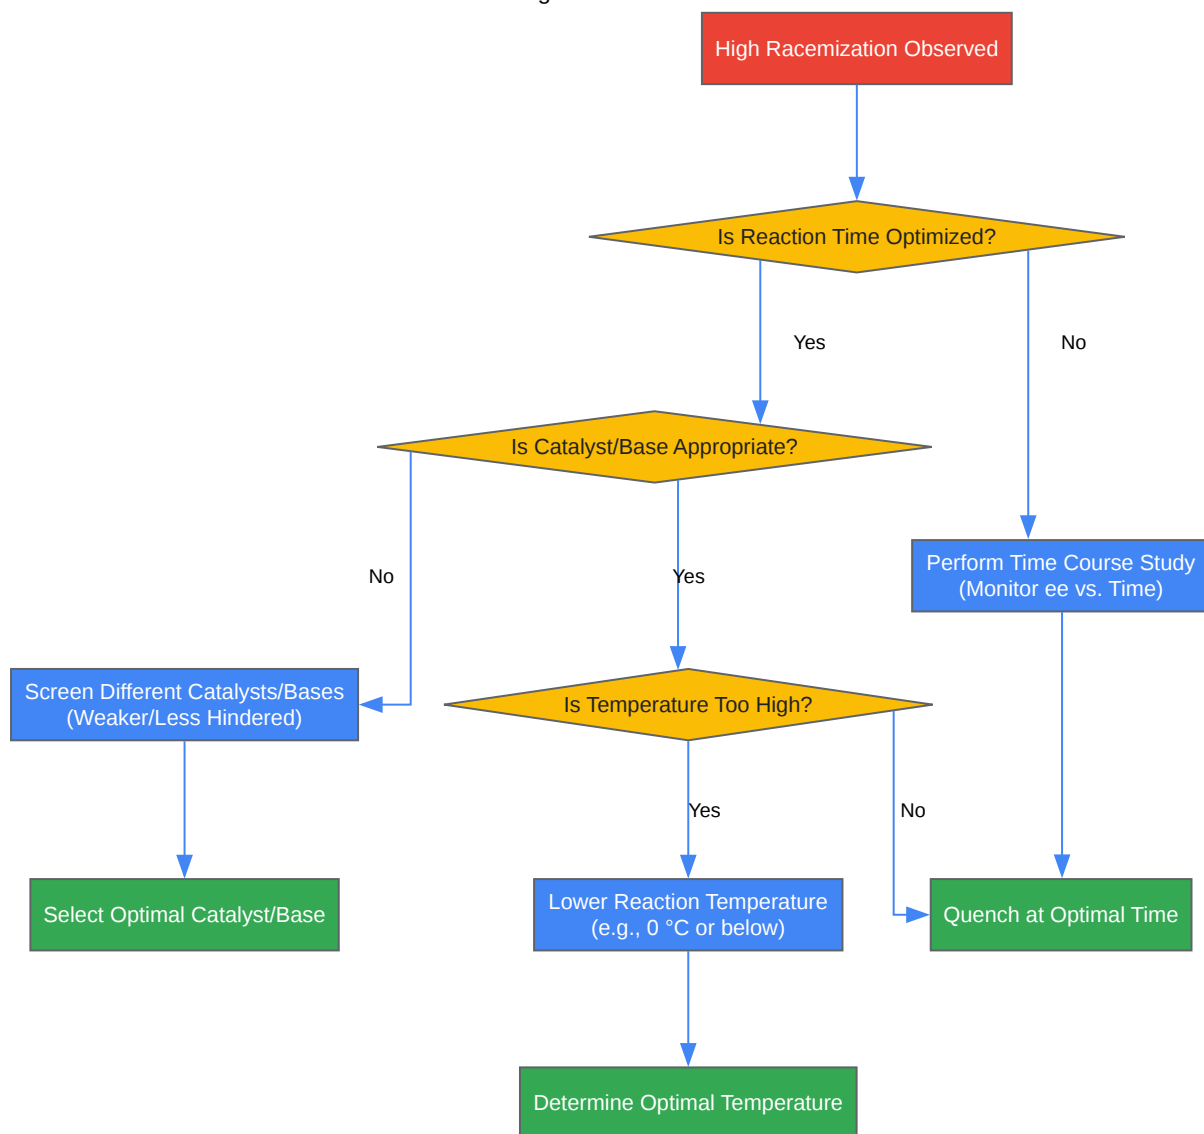 High Racemization Observed
Is Reaction Time Optimized?
Yes
No
Is Catalyst/Base Appropriate?
No
Yes
Perform Time Course Study
(Monitor ee vs. Time)
Screen Different Catalysts/Bases
(Weaker/Less Hindered)
Is Temperature Too High?
Yes
No
Select Optimal Catalyst/Base
Lower Reaction Temperature
(e.g., 0 °C or below)
Quench at Optimal Time
Determine Optimal Temperature